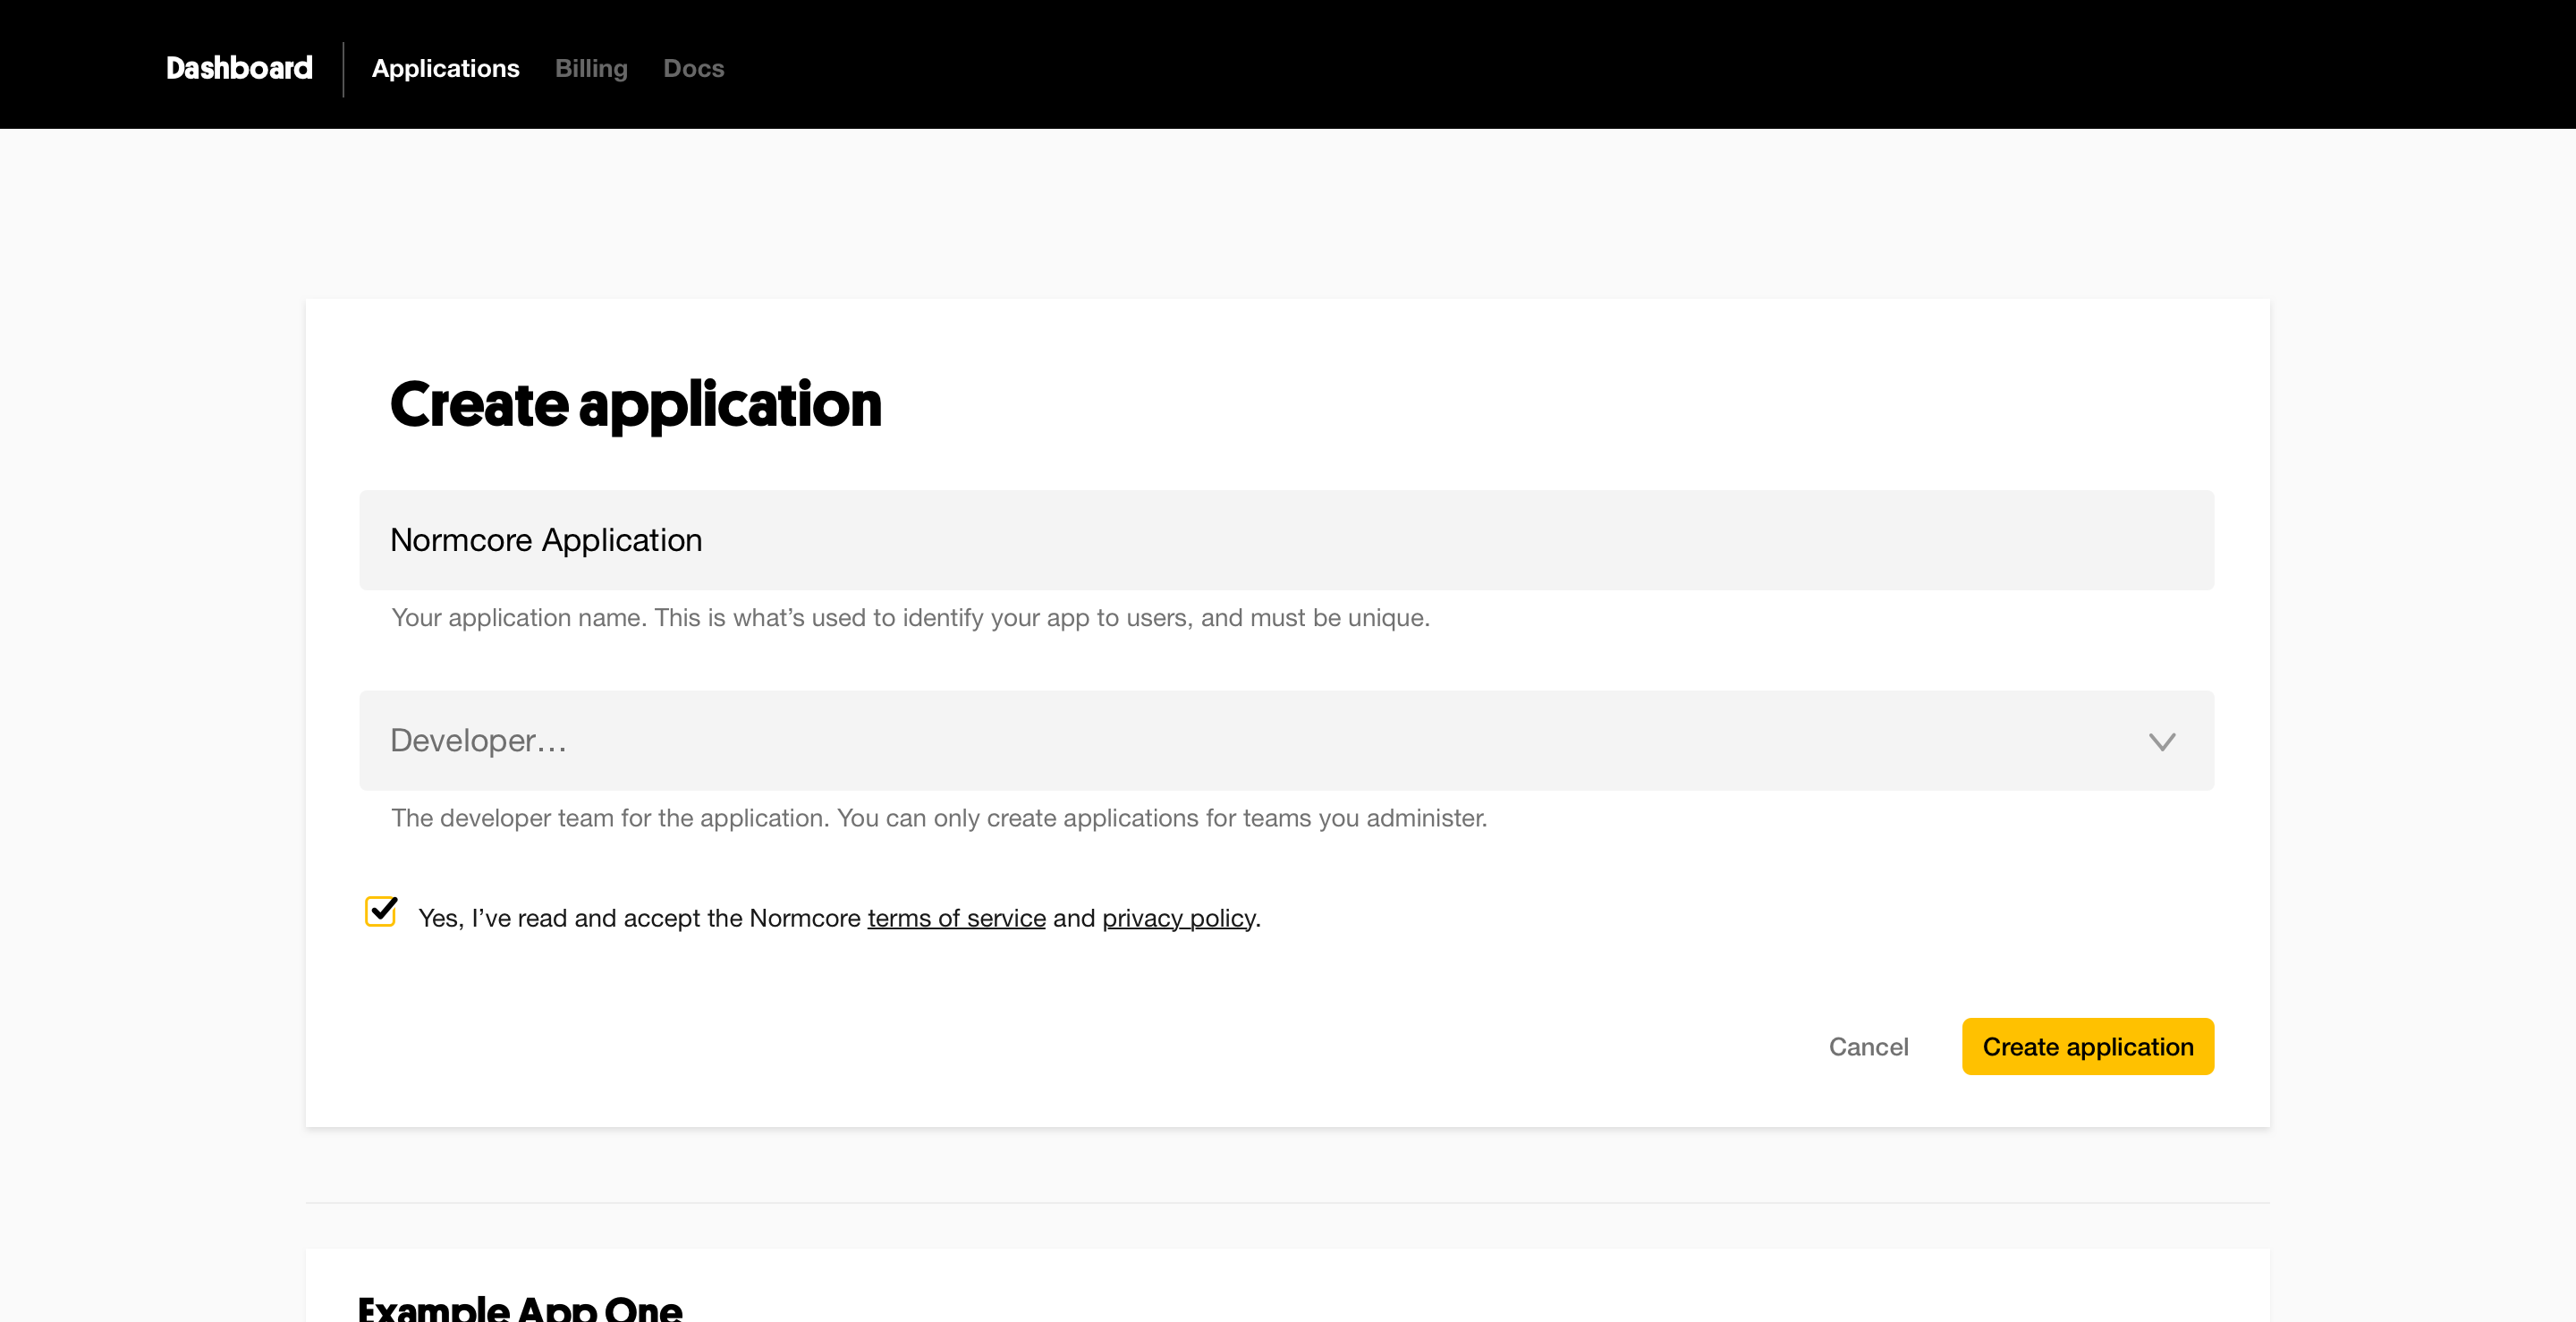 Dashboard Applications Billing Docs
Create application
Normcore Application
Your application name. This is what’s used to identify your app to users, and must be unique.
Developer…
The developer team for the application. You can only create applications for teams you administer.
Yes, I’ve read and accept the Normcore terms of service and privacy policy.
Cancel Create application
Example App One